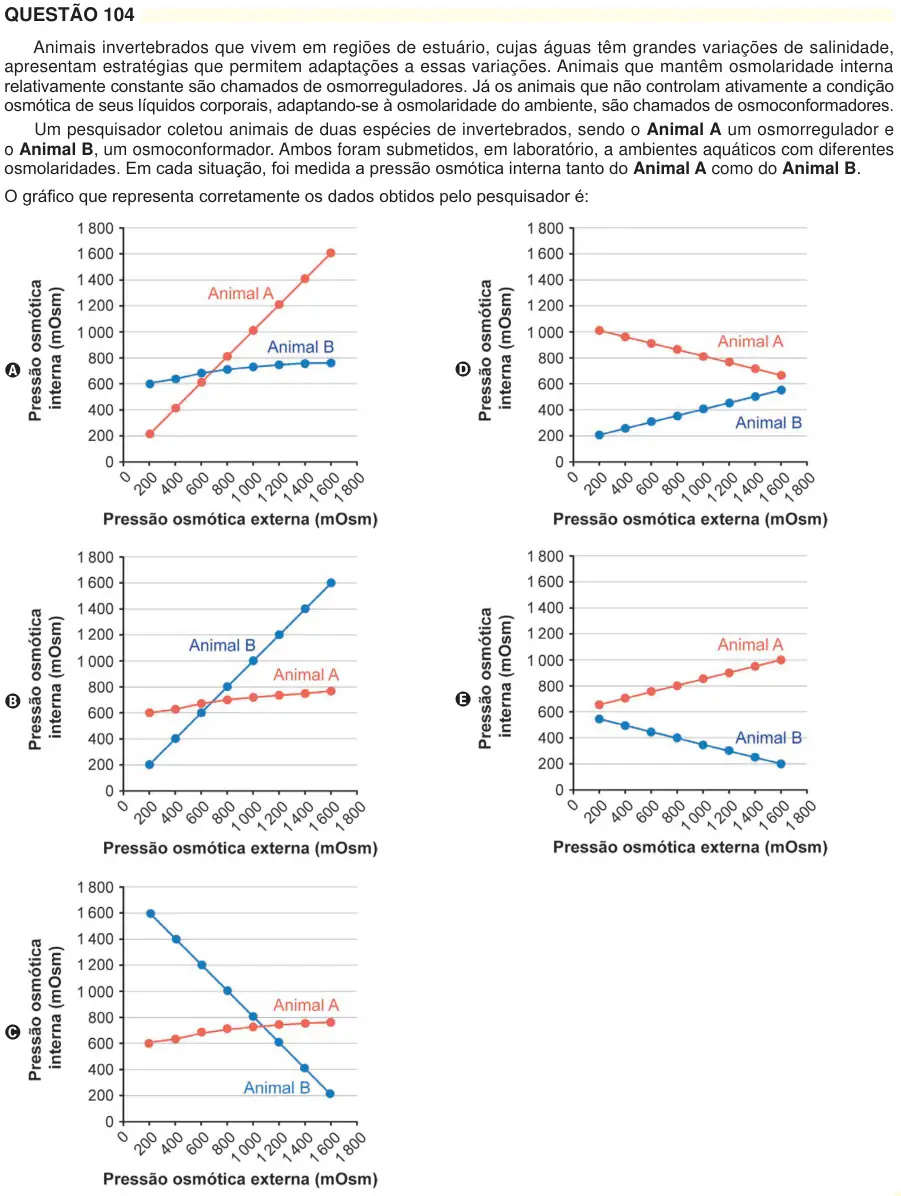 QUESTÃO 104
Animais invertebrados que vivem em regiões de estuário, cujas águas têm grandes variações de salinidade,
apresentam estratégias que permitem adaptações a essas variações. Animais que mantêm osmolaridade interna
relativamente constante são chamados de osmorreguladores. Já os animais que não controlam ativamente a condição
osmótica de seus líquidos corporais, adaptando-se à osmolaridade do ambiente, são chamados de osmoconformadores.
Um pesquisador coletou animais de duas espécies de invertebrados, sendo o Animal A um osmorregulador e
o Animal B, um osmoconformador. Ambos foram submetidos, em laboratório, a ambientes aquáticos com diferentes
osmolaridades. Em cada situação, foi medida a pressão osmótica interna tanto do Animal A como do Animal B.
O gráfico que representa corretamente os dados obtidos pelo pesquisador é:
A
Pressão osmótica
interna (mOsm)
1 800
1 600
1 400
1 200
1 000
800
600
400
200
0
Animal A
Animal B
0 200 400 600 800 1 000 1 200 1 400 1 600 1 800
Pressão osmótica externa (mOsm)
B
Pressão osmótica
interna (mOsm)
1 800
1 600
1 400
1 200
1 000
800
600
400
200
0
Animal B
Animal A
0 200 400 600 800 1 000 1 200 1 400 1 600 1 800
Pressão osmótica externa (mOsm)
C
Pressão osmótica
interna (mOsm)
1 800
1 600
1 400
1 200
1 000
800
600
400
200
0
Animal A
Animal B
0 200 400 600 800 1 000 1 200 1 400 1 600 1 800
Pressão osmótica externa (mOsm)
D
Pressão osmótica
interna (mOsm)
1 800
1 600
1 400
1 200
1 000
800
600
400
200
0
Animal A
Animal B
0 200 400 600 800 1 000 1 200 1 400 1 600 1 800
Pressão osmótica externa (mOsm)
E
Pressão osmótica
interna (mOsm)
1 800
1 600
1 400
1 200
1 000
800
600
400
200
0
Animal A
Animal B
0 200 400 600 800 1 000 1 200 1 400 1 600 1 800
Pressão osmótica externa (mOsm)